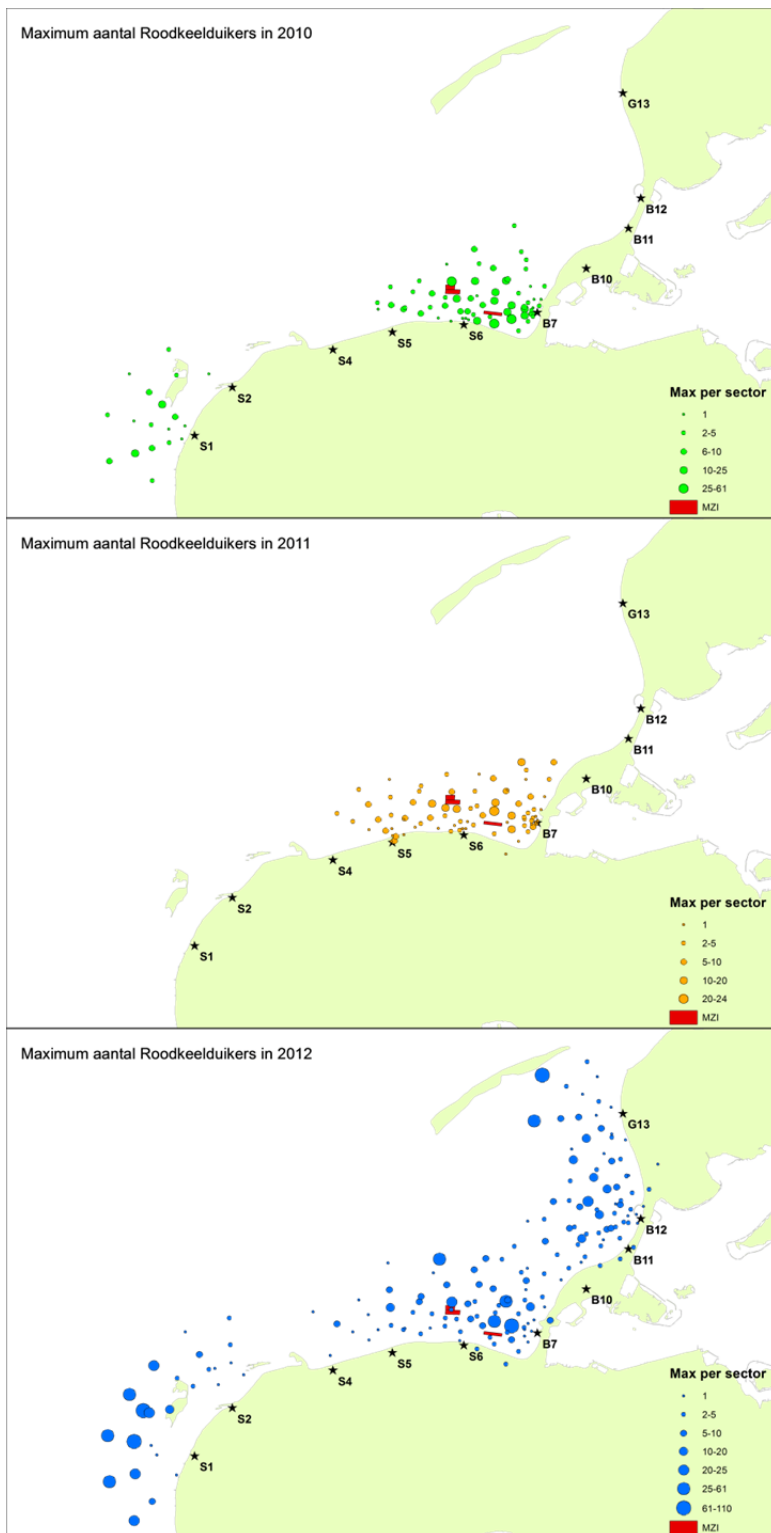 Maximum aantal Roodkeelduikers in 2010
G13
B12
B11
B10
B7
S6
S5
S4
S2
S1
Max per sector
1
2-5
6-10
10-25
25-61
MZI
Maximum aantal Roodkeelduikers in 2011
G13
B12
B11
B10
B7
S6
S5
S4
S2
S1
Max per sector
1
2-5
5-10
10-20
20-24
MZI
Maximum aantal Roodkeelduikers in 2012
G13
B12
B11
B10
B7
S6
S5
S4
S2
S1
Max per sector
1
2-5
5-10
10-20
20-25
25-61
61-110
MZI